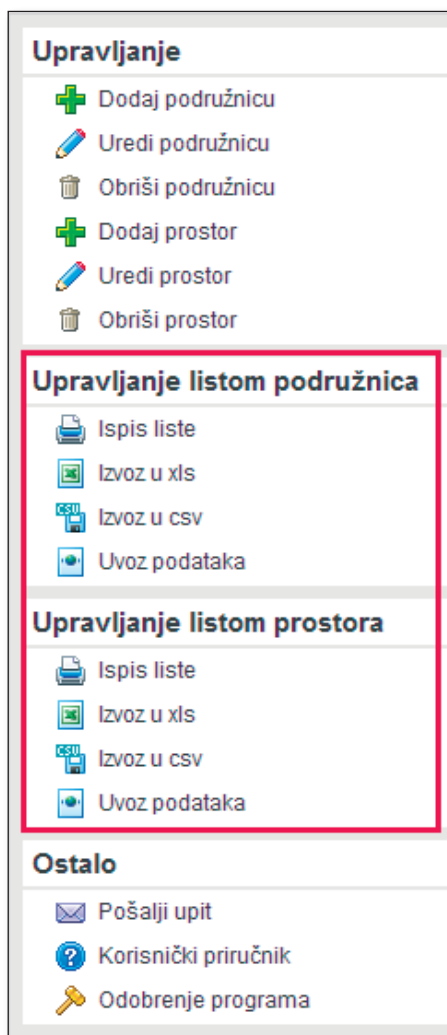 Upravljanje
Dodaj podružnicu
Uredi podružnicu
Obriši podružnicu
Dodaj prostor
Uredi prostor
Obriši prostor
Upravljanje listom podružnica
Ispis liste
Izvoz u xls
CSV Izvoz u csv
Uvoz podataka
Upravljanje listom prostora
Ispis liste
Izvoz u xls
CSV Izvoz u csv
Uvoz podataka
Ostalo
Pošalji upit
Korisnički priručnik
Odobrenje programa